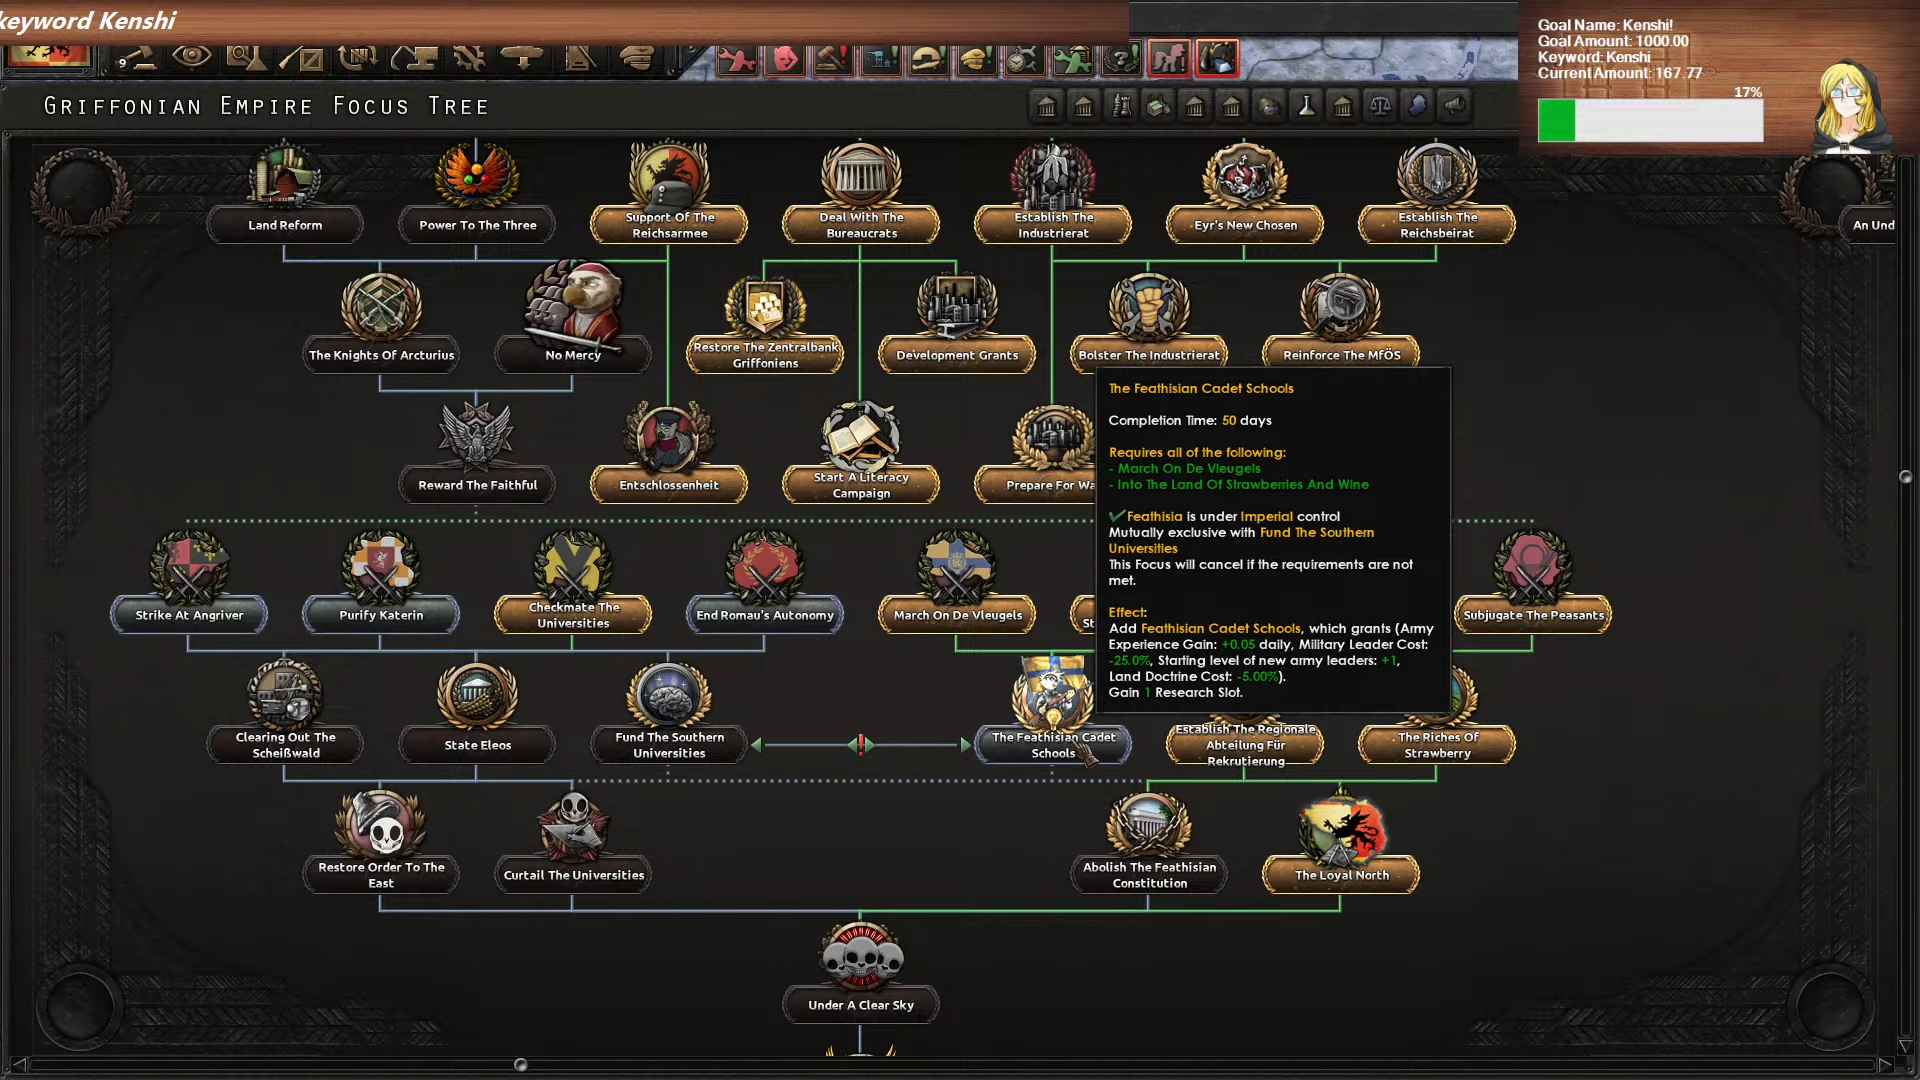 keyword Kenshi
Goal Name: Kenshi!
Goal Amount: 1000.00
Keyword: Kenshi
Current Amount: 167.77
17%
9
GRIFFONIAN EMPIRE FOCUS TREE
Land Reform
Power To The Three
Support Of The
Reichsarmee
Deal With The
Bureaucrats
Establish The
Industrierat
Eyr's New Chosen
Establish The
Reichsbeirat
An Und
The Knights Of Arcturius
No Mercy
Restore The Zentralbank
Griffoniens
Development Grants
Bolster The Industrierat
Reinforce The MfÖS
Reward The Faithful
Entschlossenheit
Start A Literacy
Campaign
Prepare For Wa
The Feathisian Cadet Schools
Completion Time: 50 days
Requires all of the following:
- March On De Vleugels
- Into The Land Of Strawberries And Wine
Feathisia is under Imperial control
Mutually exclusive with Fund The Southern
Universities
This Focus will cancel if the requirements are not
met.
Effect:
Add Feathisian Cadet Schools, which grants (Army
Experience Gain: +0.05 daily, Military Leader Cost:
-25.0%, Starting level of new army leaders: +1,
Land Doctrine Cost: -5.00%).
Gain 1 Research Slot.
Strike At Angriver
Purify Katerin
Checkmate The
Universities
End Romau's Autonomy
March On De Vleugels
St
Subjugate The Peasants
Clearing Out The
Scheißwald
State Eleos
Fund The Southern
Universities
The Feathisian Cadet
Schools
Establish The Regionale
Abteilung Für
Rekrutierung
The Riches Of
Strawberry
Restore Order To The
East
Curtail The Universities
Abolish The Feathisian
Constitution
The Loyal North
Under A Clear Sky